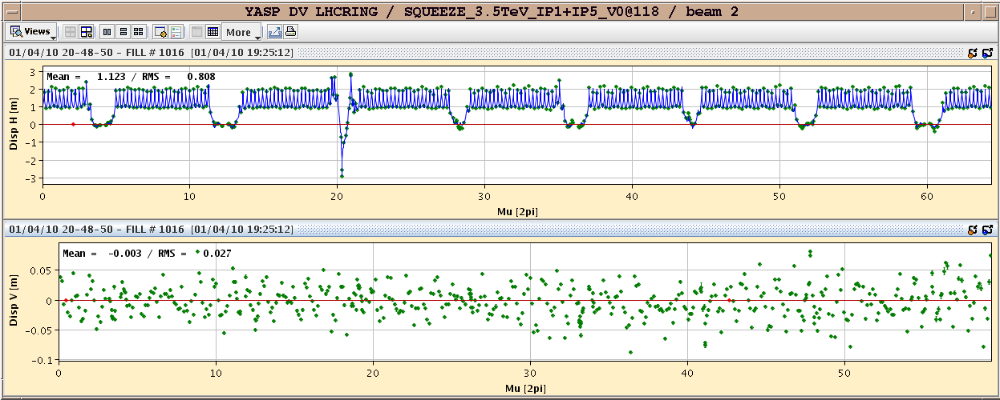 YASP DV LHCRING / SQUEEZE_3.5TeV_IP1+IP5_V0@118 / beam 2
Views More
01/04/10 20-48-50 - FILL # 1016 [01/04/10 19:25:12]
Mean = 1.123 / RMS = 0.808
Disp H [m]
3
2
1
0
-1
-2
-3
0 10 20 30 40 50 60
Mu [2pi]
01/04/10 20-48-50 - FILL # 1016 [01/04/10 19:25:12]
Mean = -0.003 / RMS = 0.027
Disp V [m]
0.05
0
-0.05
-0.1
0 10 20 30 40 50
Mu [2pi]